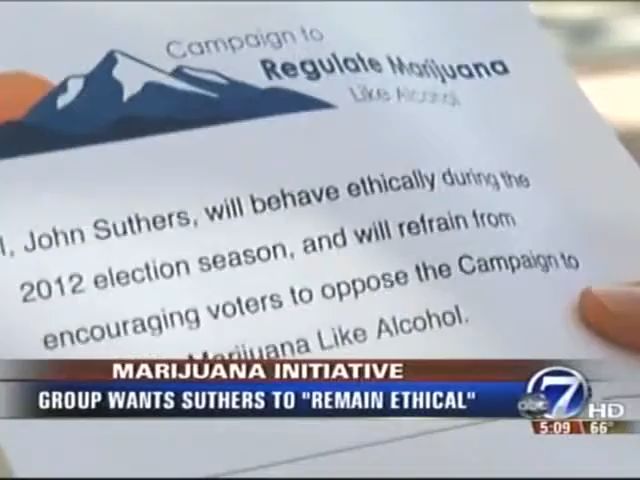 Campaign to
Regulate Marijuana
Like Alcohol
I, John Suthers, will behave ethically during the
2012 election season, and will refrain from
encouraging voters to oppose the Campaign to
Marijuana Like Alcohol.
MARIJUANA INITIATIVE
GROUP WANTS SUTHERS TO "REMAIN ETHICAL"
abc 7 HD
5:09 66°